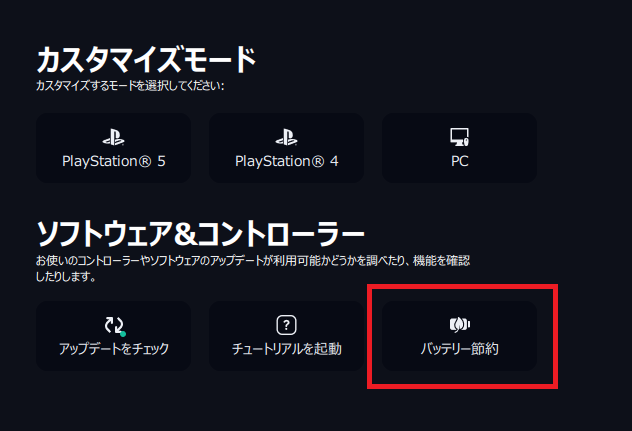 カスタマイズモード
カスタマイズするモードを選択してください:
PlayStation® 5
PlayStation® 4
PC
ソフトウェア&コントローラー
お使いのコントローラーやソフトウェアのアップデートが利用可能かどうかを調べたり、機能を確認
したりします。
アップデートをチェック
チュートリアルを起動
バッテリー節約